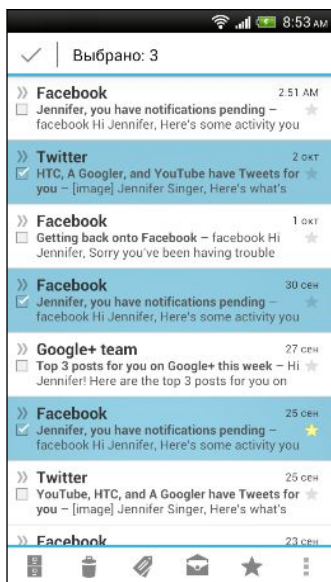 8:53 AM
Выбрано: 3
Facebook 2:51 AM
Jennifer, you have notifications pending –
facebook Hi Jennifer, Here's some activity you
Twitter 2 окт
HTC, A Googler, and YouTube have Tweets for
you – [image] Jennifer Singer, Here's what's
Facebook 1 окт
Getting back onto Facebook – facebook Hi
Jennifer, Sorry you've been having trouble
Facebook 30 сен
Jennifer, you have notifications pending –
facebook Hi Jennifer, Here's some activity you
Google+ team 27 сен
Top 3 posts for you on Google+ this week – Hi
Jennifer! Here are the top 3 posts for you on
Facebook 25 сен
Jennifer, you have notifications pending –
facebook Hi Jennifer, Here's some activity you
Twitter 25 сен
YouTube, HTC, and A Googler have Tweets for
you – [image] Jennifer Singer, Here's what's
Facebook 23 сен